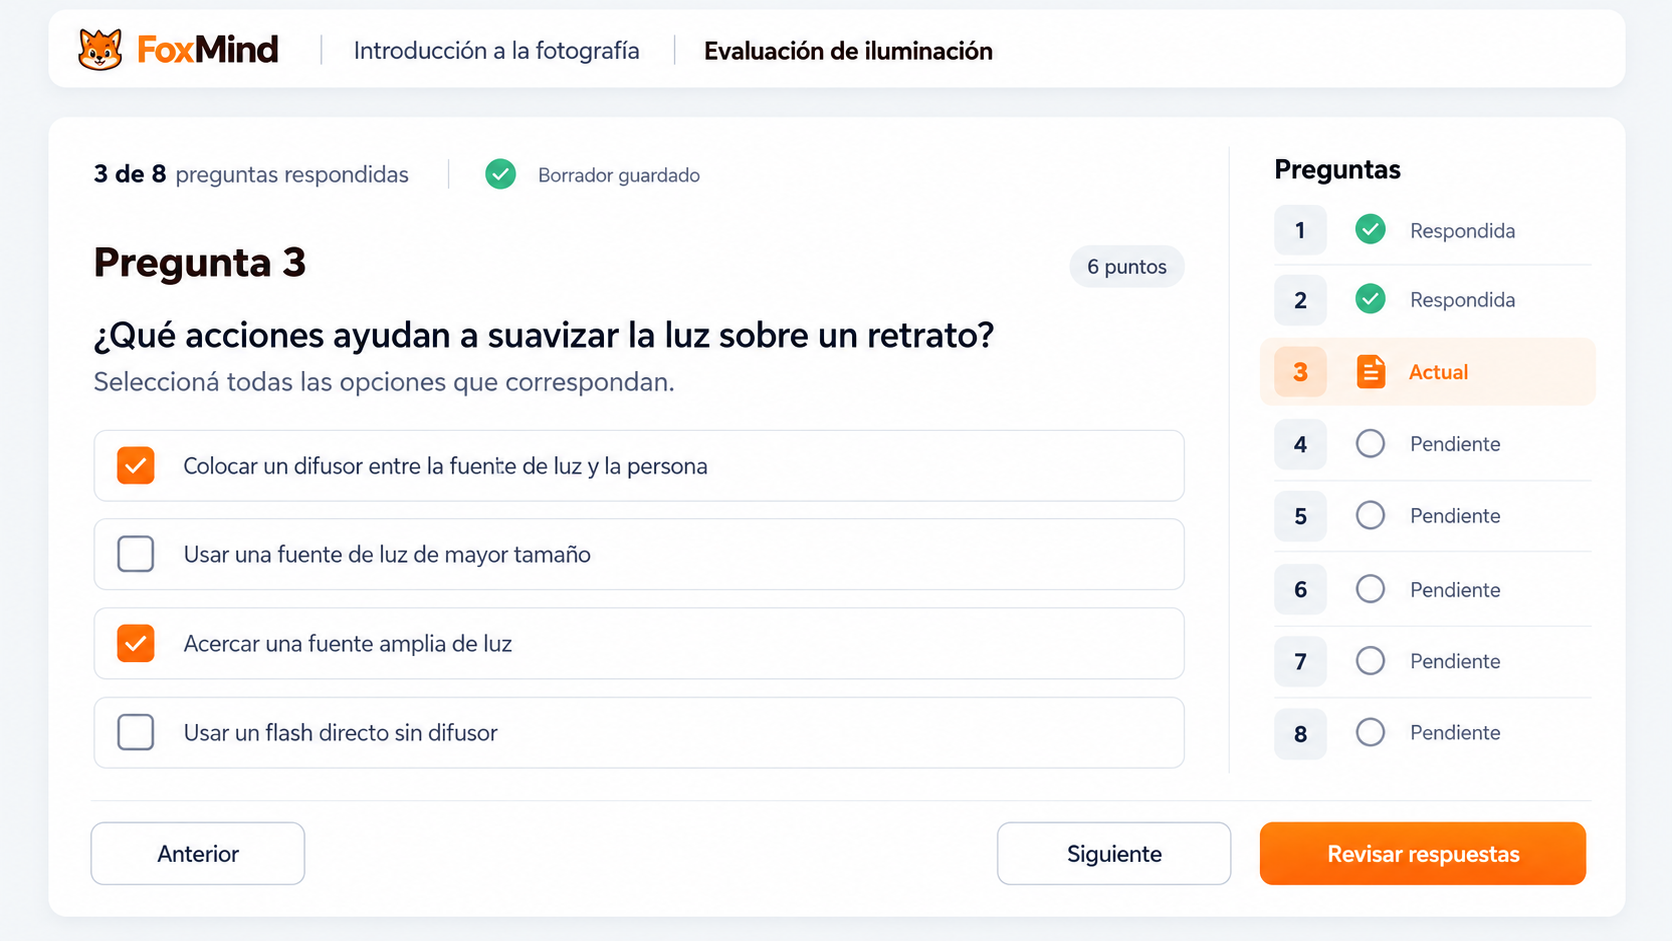 FoxMind
Introducción a la fotografía
Evaluación de iluminación
3 de 8 preguntas respondidas
Borrador guardado
Pregunta 3
6 puntos
¿Qué acciones ayudan a suavizar la luz sobre un retrato?
Seleccioná todas las opciones que correspondan.
Colocar un difusor entre la fuente de luz y la persona
Usar una fuente de luz de mayor tamaño
Acercar una fuente amplia de luz
Usar un flash directo sin difusor
Preguntas
1 Respondida
2 Respondida
3 Actual
4 Pendiente
5 Pendiente
6 Pendiente
7 Pendiente
8 Pendiente
Anterior
Siguiente
Revisar respuestas